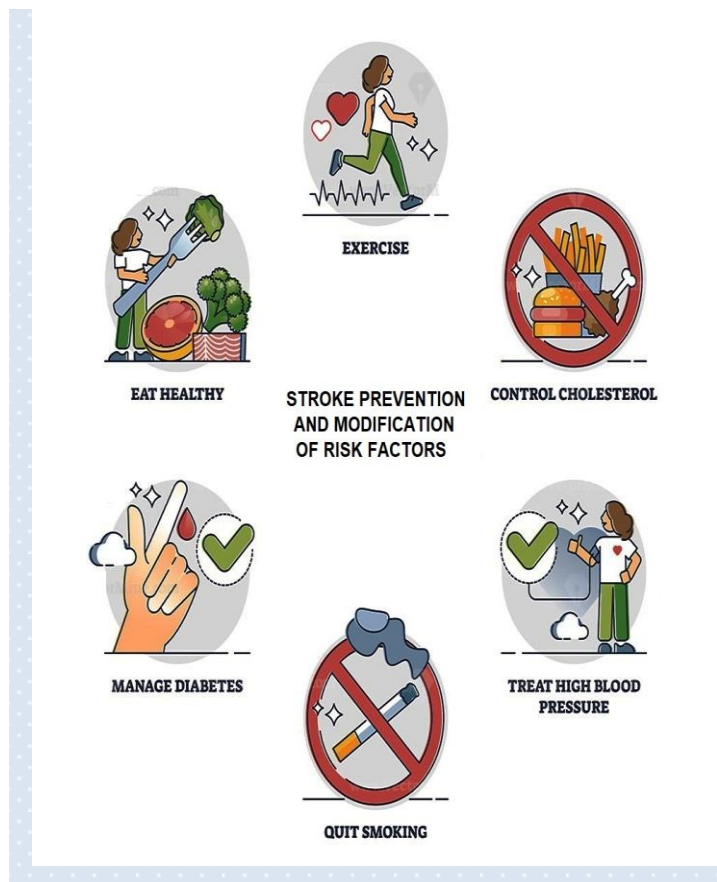 EXERCISE
EAT HEALTHY
CONTROL CHOLESTEROL
STROKE PREVENTION
AND MODIFICATION
OF RISK FACTORS
MANAGE DIABETES
TREAT HIGH BLOOD
PRESSURE
QUIT SMOKING